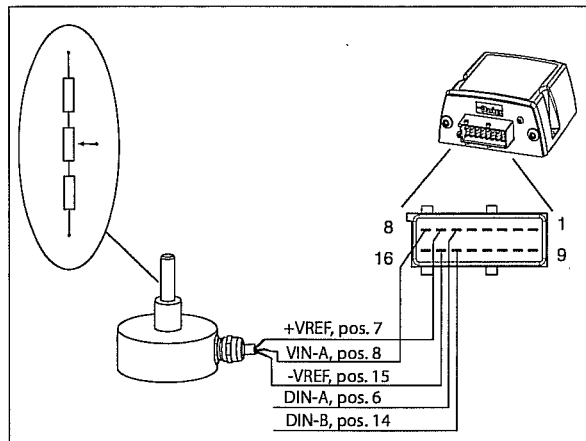 8
1
16
9
+VREF, pos. 7
VIN-A, pos. 8
-VREF, pos. 15
DIN-A, pos. 6
DIN-B, pos. 14